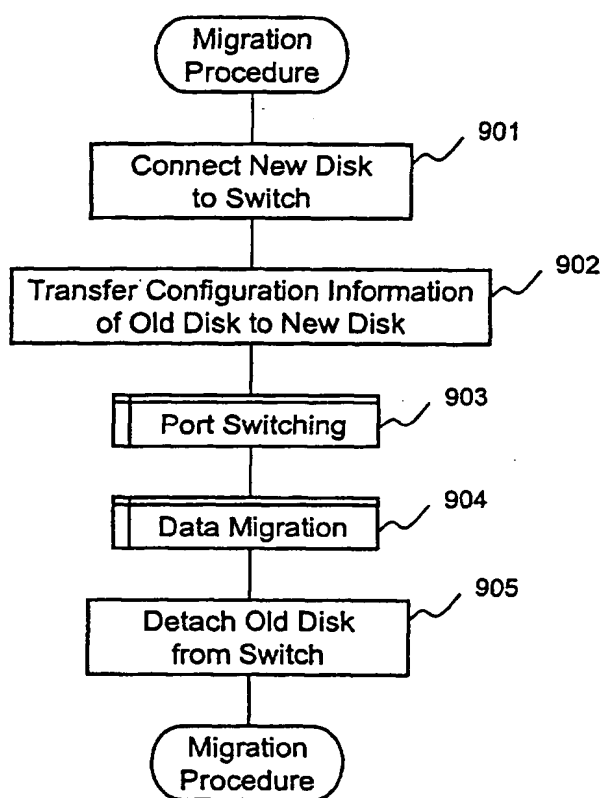 Migration
Procedure
901
Connect New Disk
to Switch
902
Transfer Configuration Information
of Old Disk to New Disk
903
Port Switching
904
Data Migration
905
Detach Old Disk
from Switch
Migration
Procedure